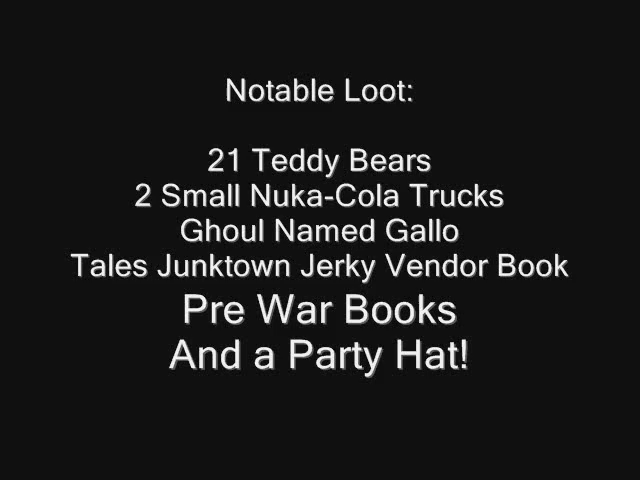 Notable Loot:
21 Teddy Bears
2 Small Nuka-Cola Trucks
Ghoul Named Gallo
Tales Junktown Jerky Vendor Book
Pre War Books
And a Party Hat!